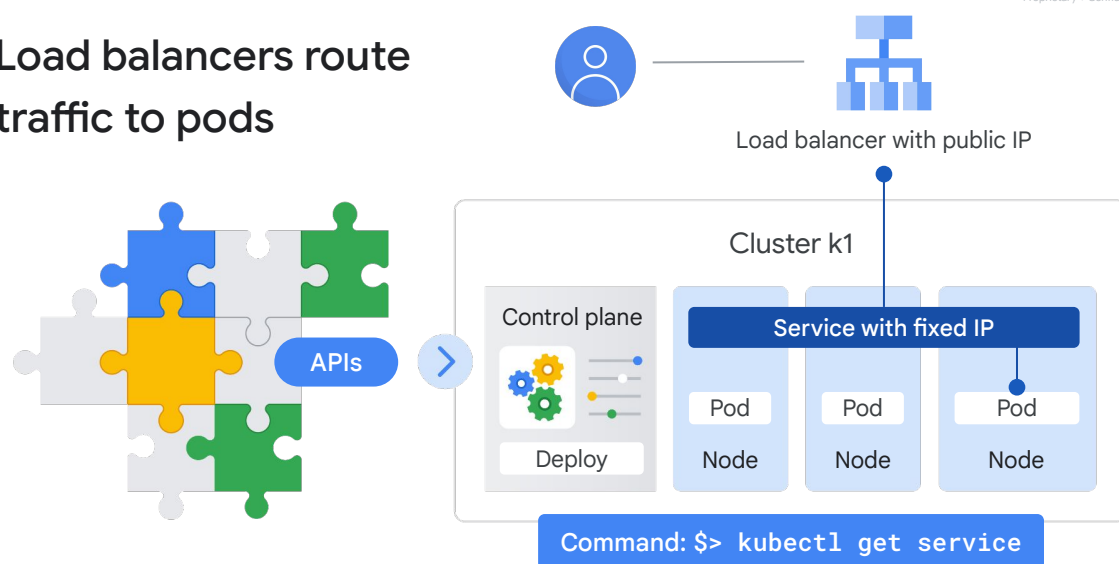 Load balancers route
traffic to pods
Load balancer with public IP
Cluster k1
Control plane
Service with fixed IP
APIs
Pod
Pod
Pod
Deploy
Node
Node
Node
Command: $> kubectl get service